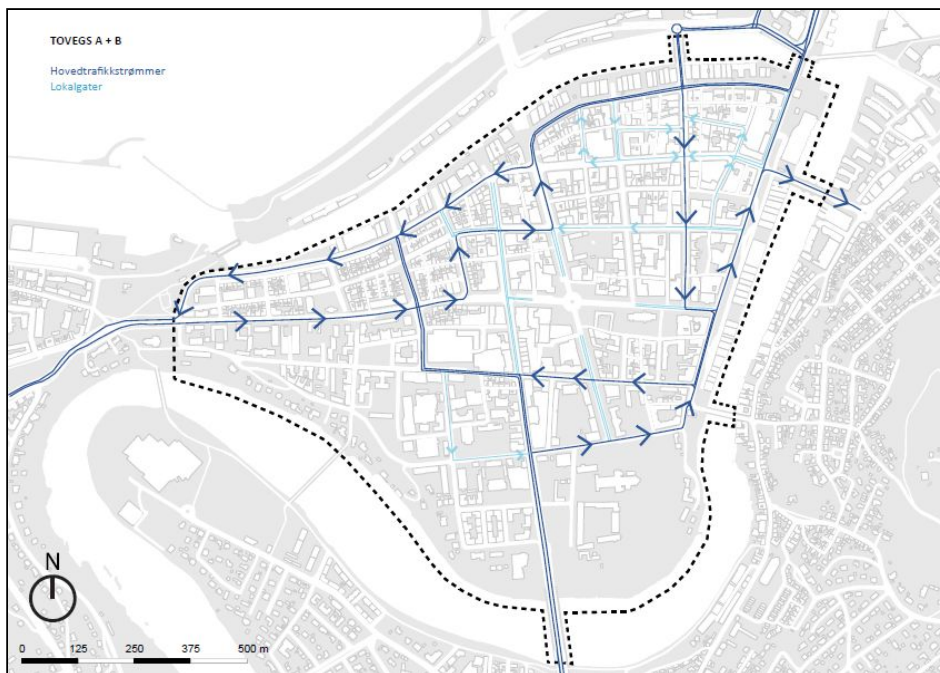 TOVEGS A + B
Hovedtrafikkstrømmer
Lokalgater
N
0 125 250 375 500 m